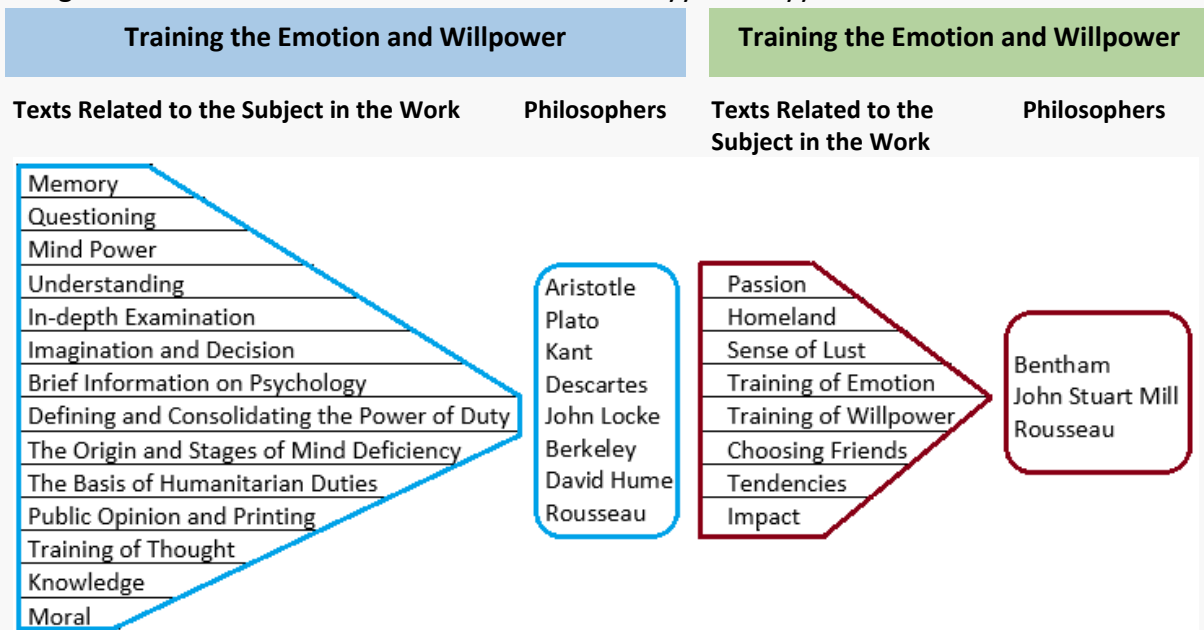 Training the Emotion and Willpower
Texts Related to the Subject in the Work
Philosophers
Memory
Questioning
Mind Power
Understanding
In-depth Examination
Imagination and Decision
Brief Information on Psychology
Defining and Consolidating the Power of Duty
The Origin and Stages of Mind Deficiency
The Basis of Humanitarian Duties
Public Opinion and Printing
Training of Thought
Knowledge
Moral
Aristotle
Plato
Kant
Descartes
John Locke
Berkeley
David Hume
Rousseau
Training the Emotion and Willpower
Texts Related to the
Subject in the Work
Philosophers
Passion
Homeland
Sense of Lust
Training of Emotion
Training of Willpower
Choosing Friends
Tendencies
Impact
Bentham
John Stuart Mill
Rousseau